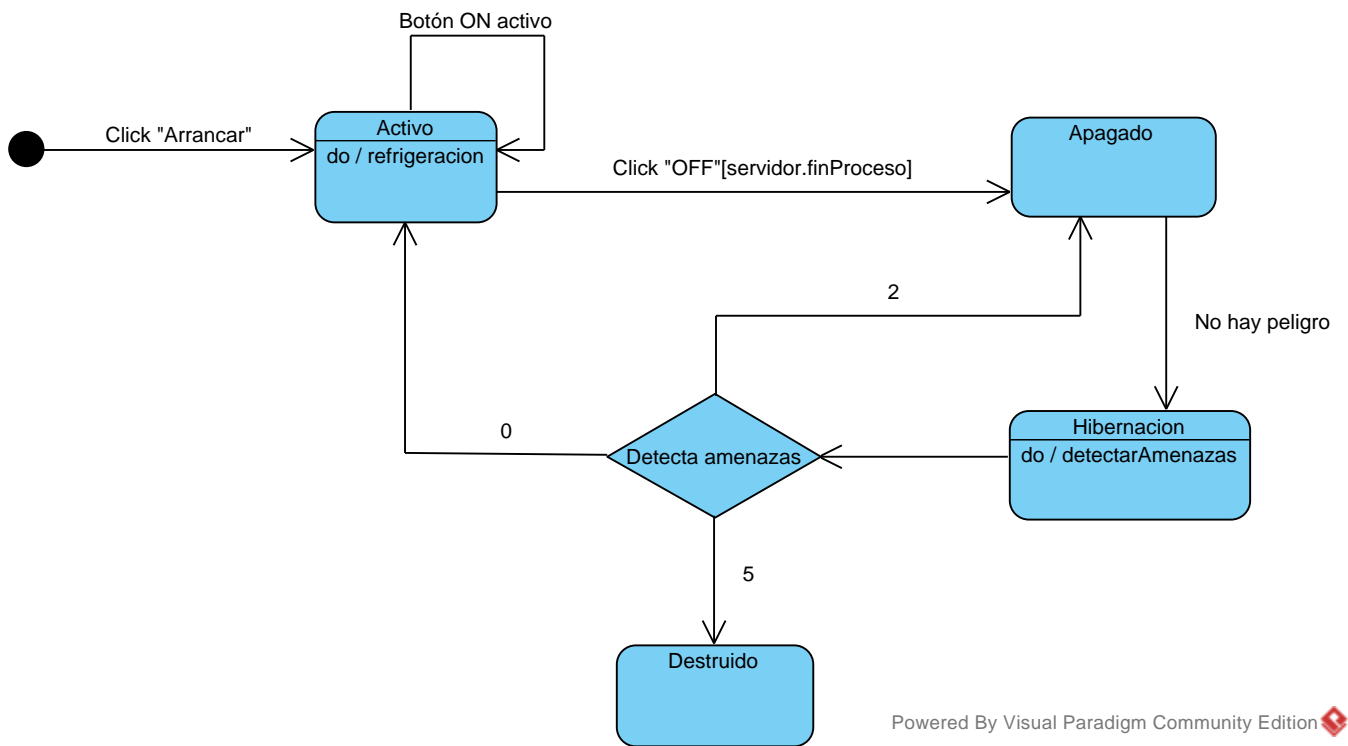 Botón ON activo
Click "Arrancar"
Activo
do / refrigeracion
Click "OFF"[servidor.finProceso]
Apagado
2
No hay peligro
0
Detecta amenazas
Hibernacion
do / detectarAmenazas
5
Destruido
Powered By Visual Paradigm Community Edition